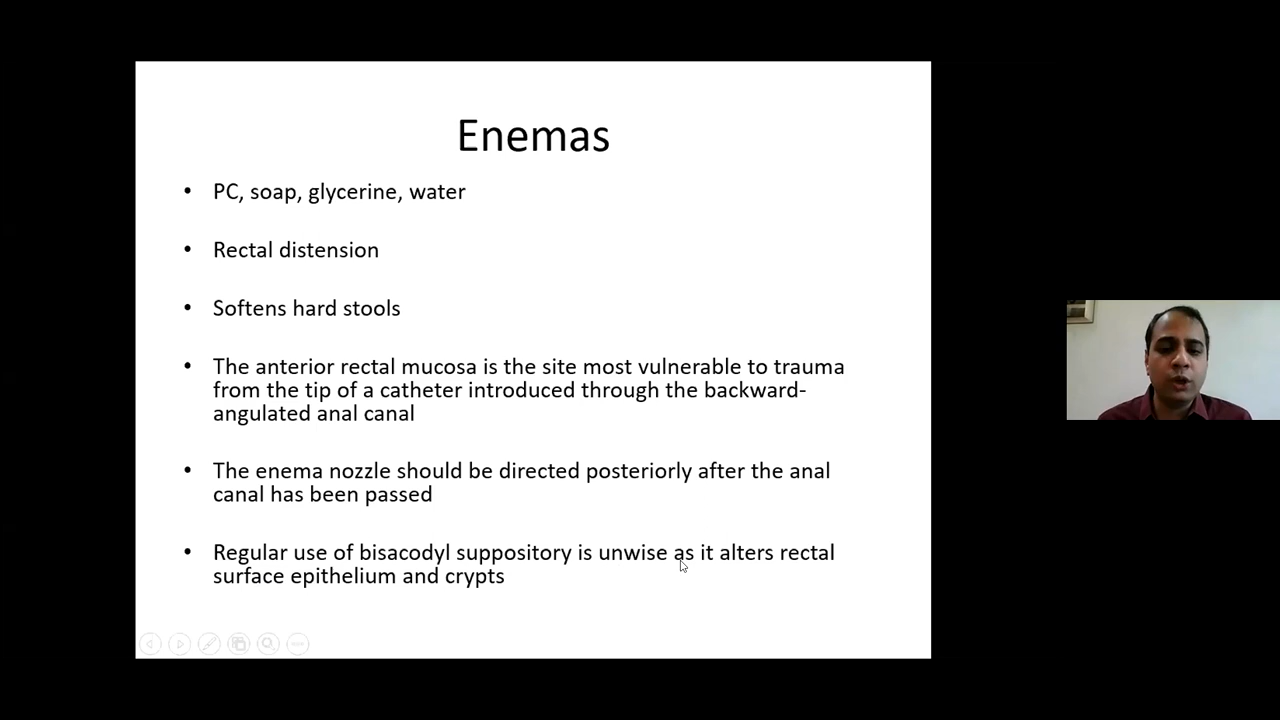 Enemas
• PC, soap, glycerine, water
• Rectal distension
• Softens hard stools
• The anterior rectal mucosa is the site most vulnerable to trauma
from the tip of a catheter introduced through the backward-
angulated anal canal
• The enema nozzle should be directed posteriorly after the anal
canal has been passed
• Regular use of bisacodyl suppository is unwise as it alters rectal
surface epithelium and crypts